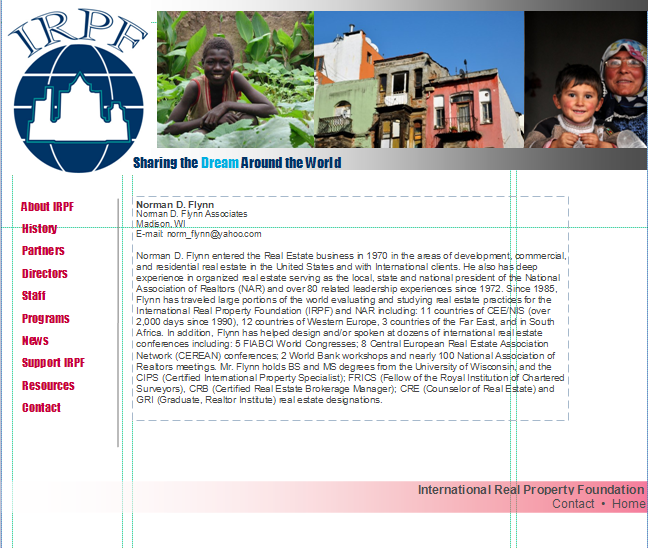 IRPF
Sharing the Dream Around the World
About IRPF
History
Partners
Directors
Staff
Programs
News
Support IRPF
Resources
Contact
Norman D. Flynn
Norman D. Flynn Associates
Madison, WI
E-mail: norm_flynn@yahoo.com
Norman D. Flynn entered the Real Estate business in 1970 in the areas of development, commercial,
and residential real estate in the United States and with International clients. He also has deep
experience in organized real estate serving as the local, state and national president of the National
Association of Realtors (NAR) and over 80 related leadership experiences since 1972. Since 1985,
Flynn has traveled large portions of the world evaluating and studying real estate practices for the
International Real Property Foundation (IRPF) and NAR including: 11 countries of CEE/NIS (over
2,000 days since 1990), 12 countries of Western Europe, 3 countries of the Far East, and in South
Africa. In addition, Flynn has helped design and/or spoken at dozens of international real estate
conferences including: 5 FIABCI World Congresses; 8 Central European Real Estate Association
Network (CEREAN) conferences; 2 World Bank workshops and nearly 100 National Association of
Realtors meetings. Mr. Flynn holds BS and MS degrees from the University of Wisconsin, and the
CIPS (Certified International Property Specialist); FRICS (Fellow of the Royal Institution of Chartered
Surveyors), CRB (Certified Real Estate Brokerage Manager); CRE (Counselor of Real Estate) and
GRI (Graduate, Realtor Institute) real estate designations.
International Real Property Foundation
Contact • Home